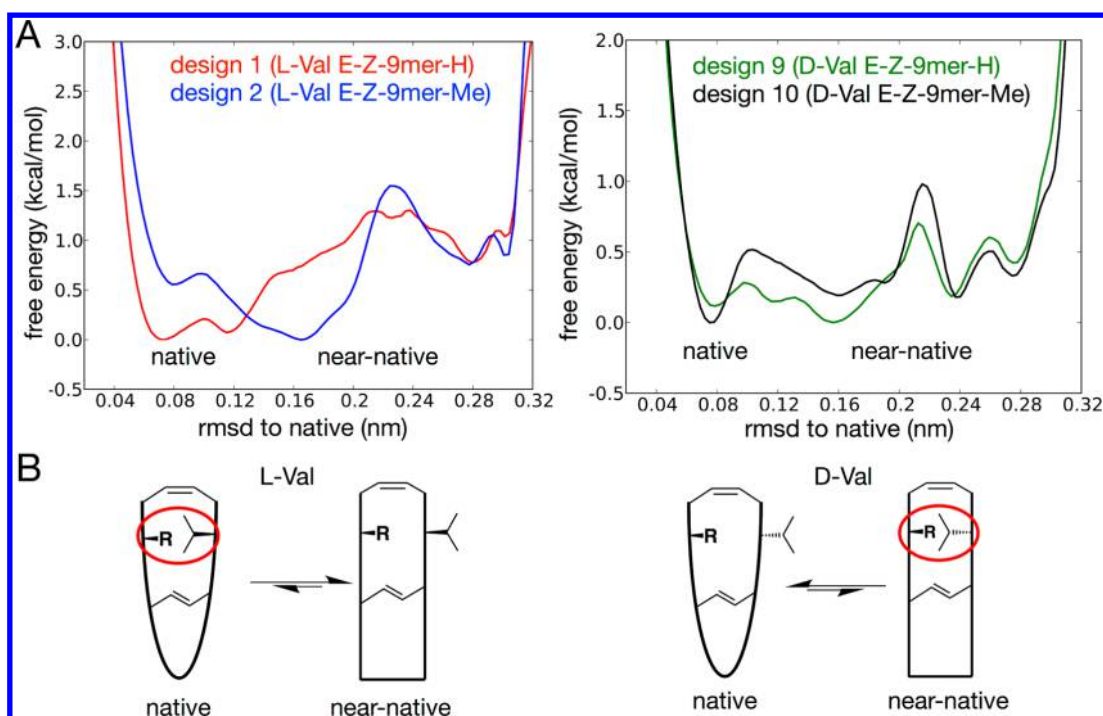 A
3.0
2.5
2.0
1.5
1.0
0.5
0.0
-0.5
free energy (kcal/mol)
design 1 (L-Val E-Z-9mer-H)
design 2 (L-Val E-Z-9mer-Me)
native
near-native
0.04 0.08 0.12 0.16 0.2 0.24 0.28 0.32
rmsd to native (nm)
2.0
1.5
1.0
0.5
0.0
-0.5
free energy (kcal/mol)
design 9 (D-Val E-Z-9mer-H)
design 10 (D-Val E-Z-9mer-Me)
native
near-native
0.04 0.08 0.12 0.16 0.2 0.24 0.28 0.32
rmsd to native (nm)
B
L-Val
R
R
native
near-native
D-Val
R
R
native
near-native